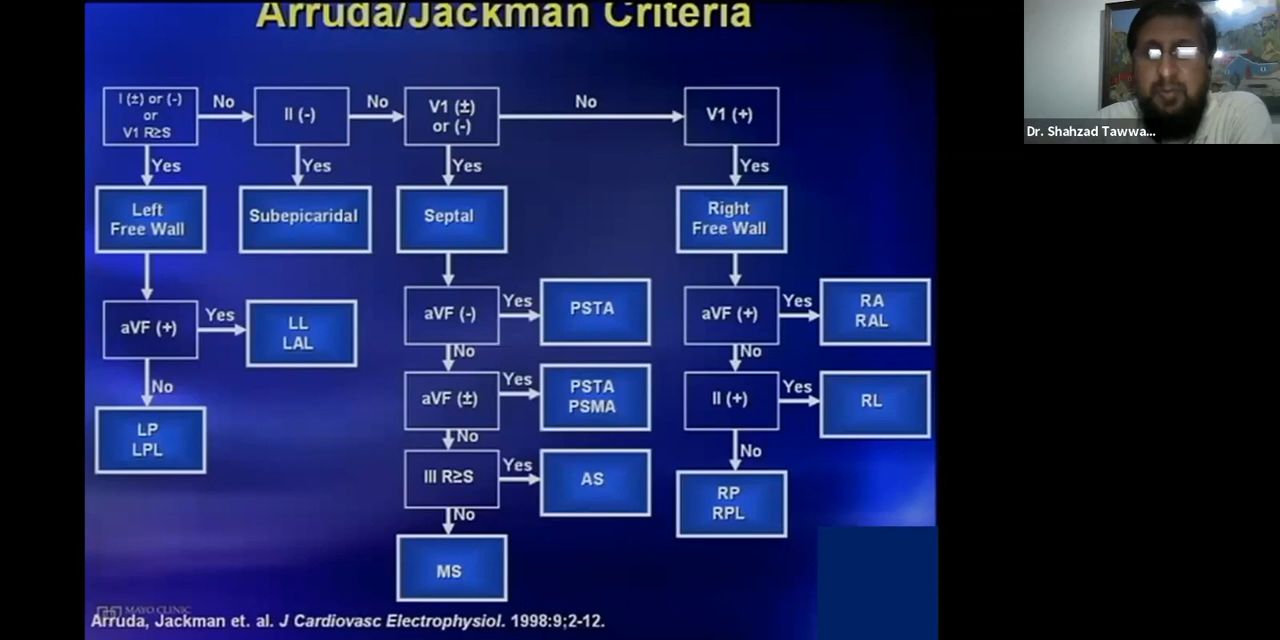 Arruda/Jackman Criteria
I (±) or (-)
or
V1 R≥S
No
II (-)
No
V1 (±)
or (-)
No
V1 (+)
Yes
Yes
Yes
Yes
Left
Free Wall
Subepicaridal
Septal
Right
Free Wall
aVF (+)
Yes
LL
LAL
aVF (-)
Yes
PSTA
aVF (+)
Yes
RA
RAL
No
No
No
aVF (±)
Yes
PSTA
PSMA
II (+)
Yes
RL
LP
LPL
No
No
III R≥S
Yes
AS
RP
RPL
No
MS
MAYO CLINIC
Arruda, Jackman et. al. J Cardiovasc Electrophysiol. 1998:9;2-12.
Dr. Shahzad Tawwa...